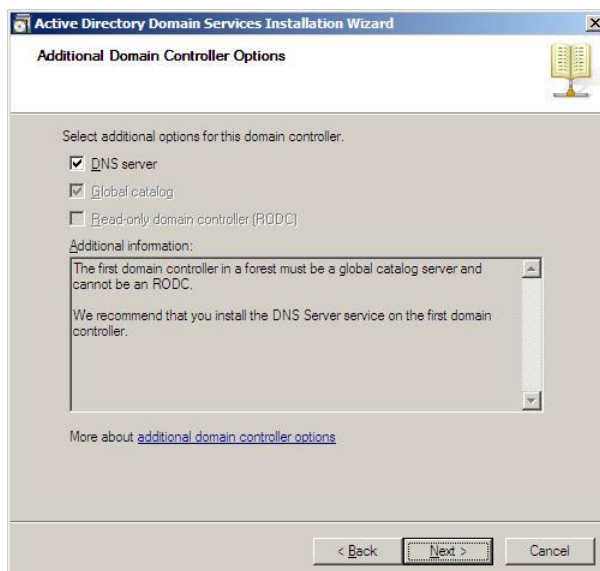 Active Directory Domain Services Installation Wizard
Additional Domain Controller Options
Select additional options for this domain controller.
DNS server
Global catalog
Read-only domain controller (RODC)
Additional information:
The first domain controller in a forest must be a global catalog server and
cannot be an RODC.
We recommend that you install the DNS Server service on the first domain
controller.
More about additional domain controller options
< Back
Next >
Cancel